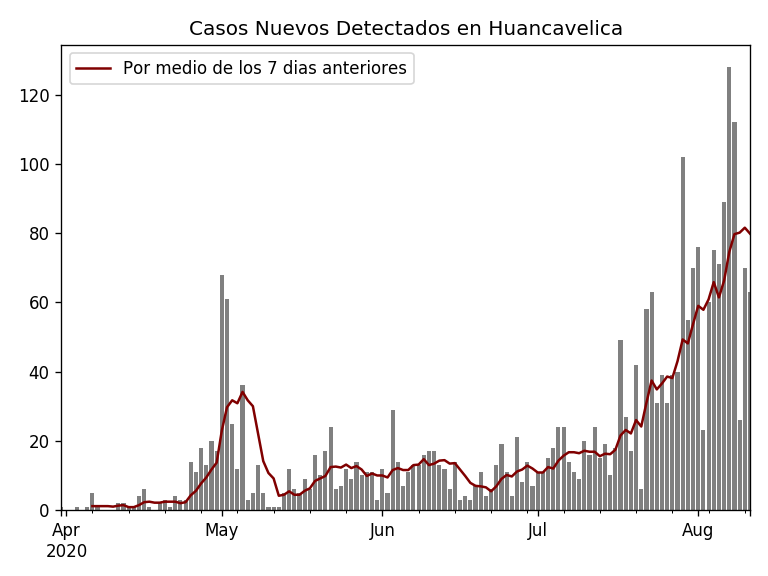 Casos Nuevos Detectados en Huancavelica
Por medio de los 7 dias anteriores
120
100
80
60
40
20
0
Apr May Jun Jul Aug
2020